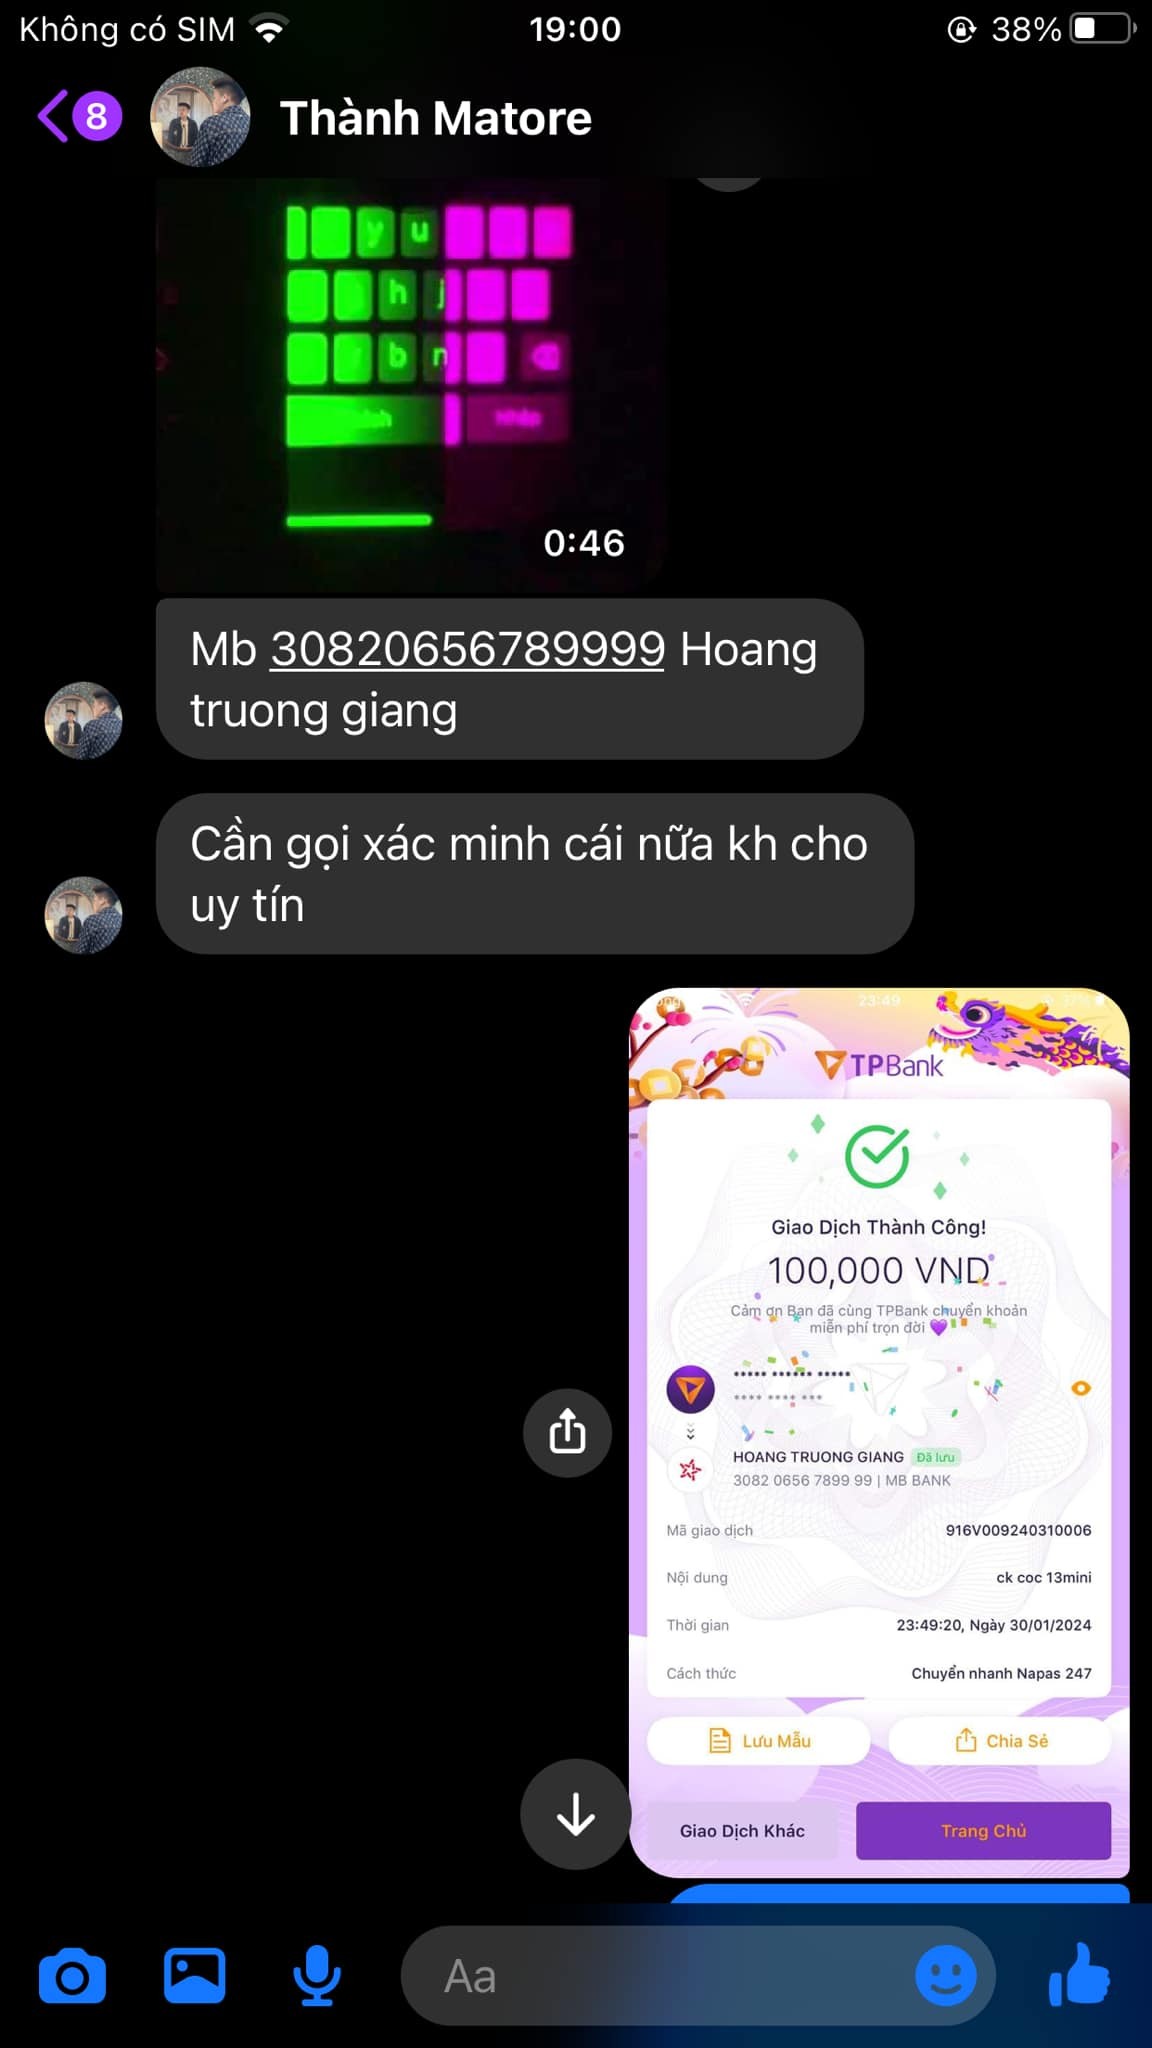 Không có SIM 19:00 38%
8 Thành Matore
y u
h j
b n
0:46
Mb 30820656789999 Hoang
truong giang
Cần gọi xác minh cái nữa kh cho
uy tín
23:49
TPBank
Giao Dịch Thành Công!
100,000 VND
Cảm ơn Bạn đã cùng TPBank chuyển khoản
miễn phí trọn đời
***** ****** *****
**** **** ***
HOANG TRUONG GIANG Đã lưu
3082 0656 7899 99 | MB BANK
Mã giao dịch 916V009240310006
Nội dung ck coc 13mini
Thời gian 23:49:20, Ngày 30/01/2024
Cách thức Chuyển nhanh Napas 247
Lưu Mẫu Chia Sẻ
Giao Dịch Khác Trang Chủ
Aa